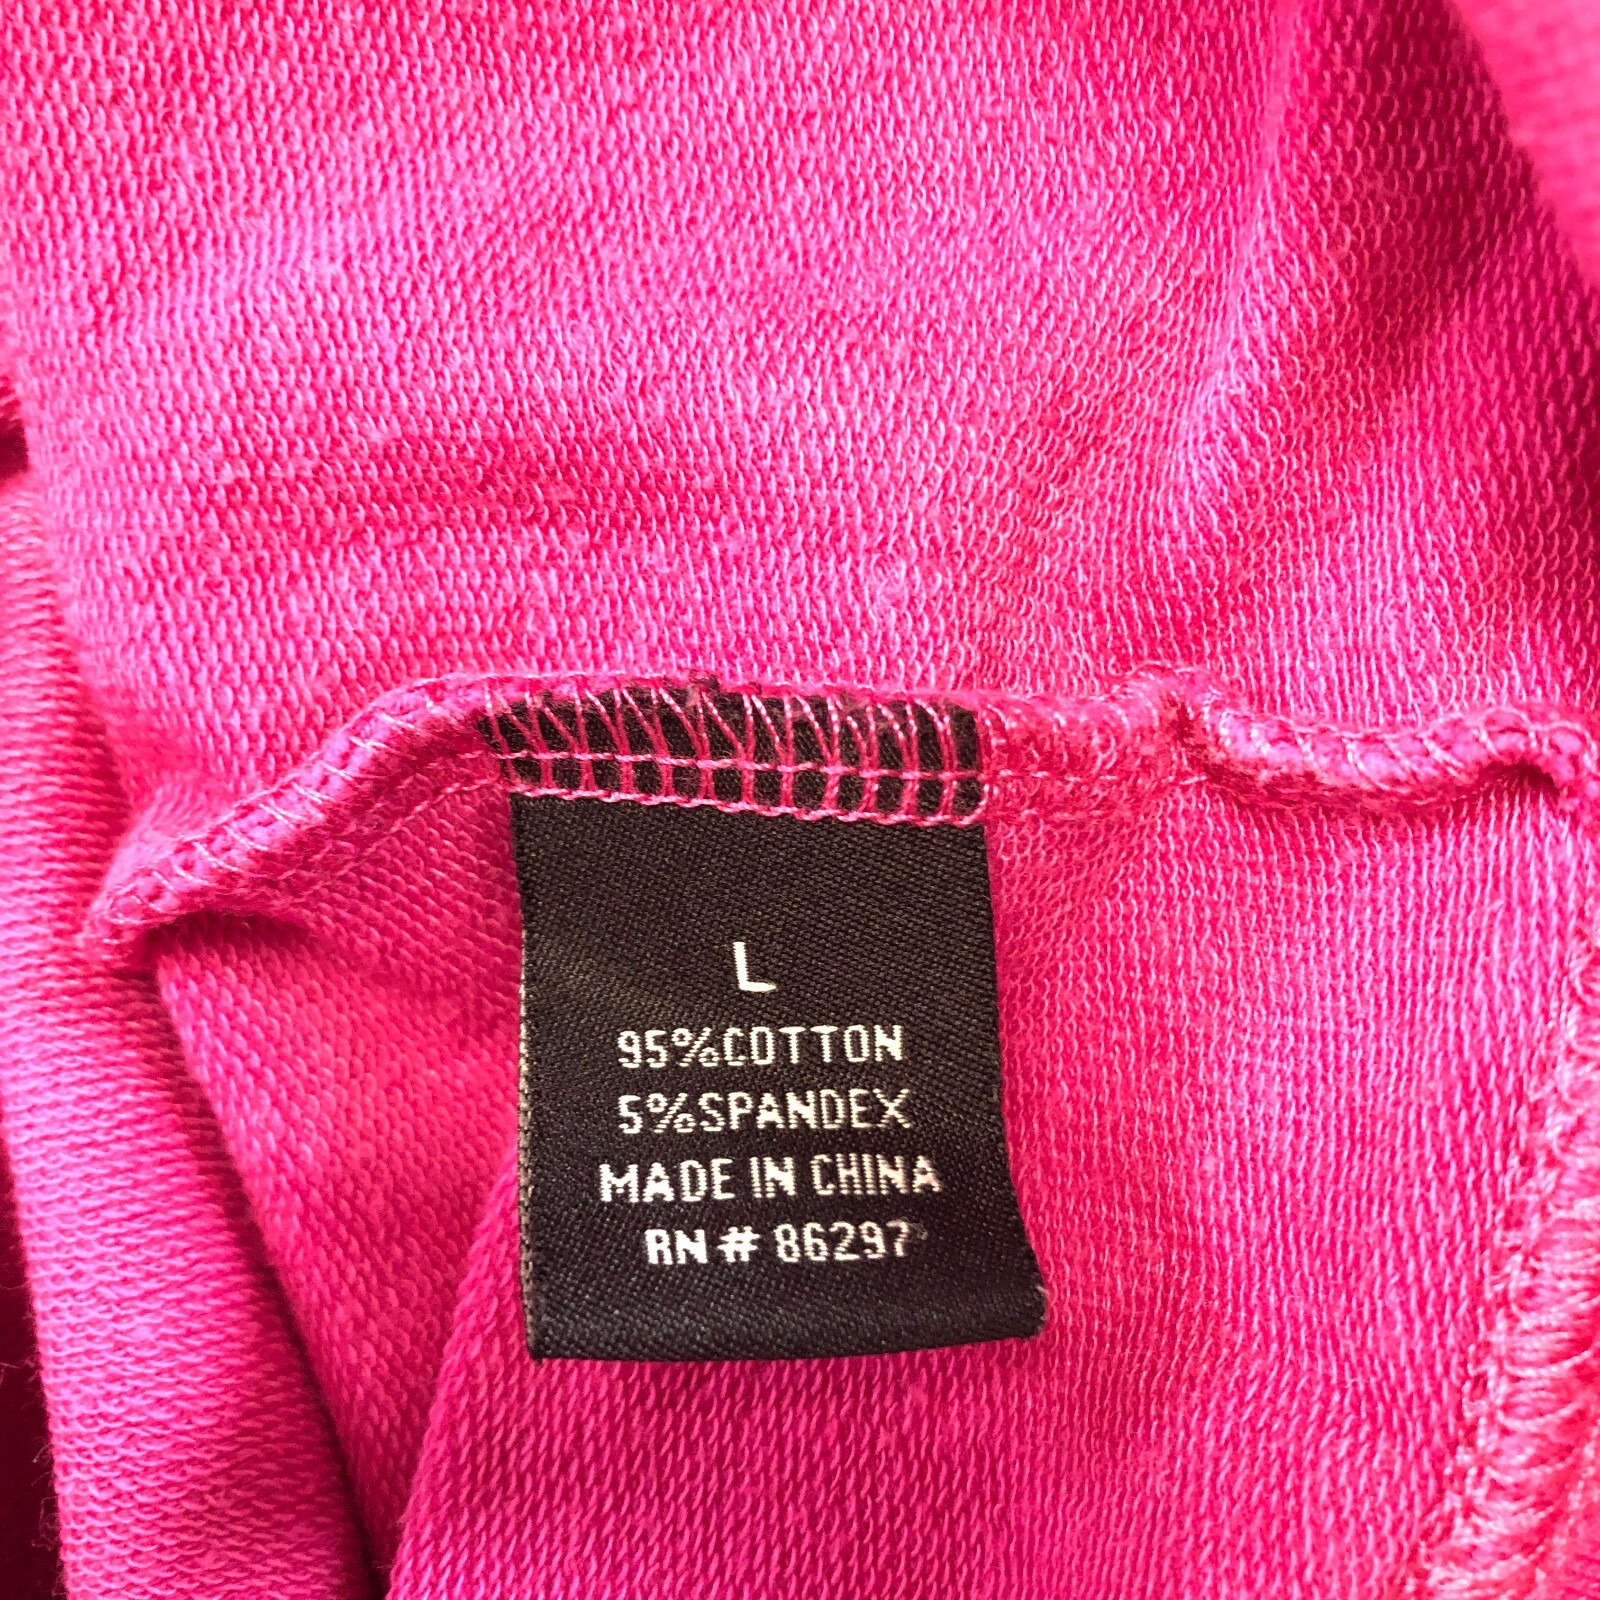 L
95%COTTON
5%SPANDEX
MADE IN CHINA
RN # 86297